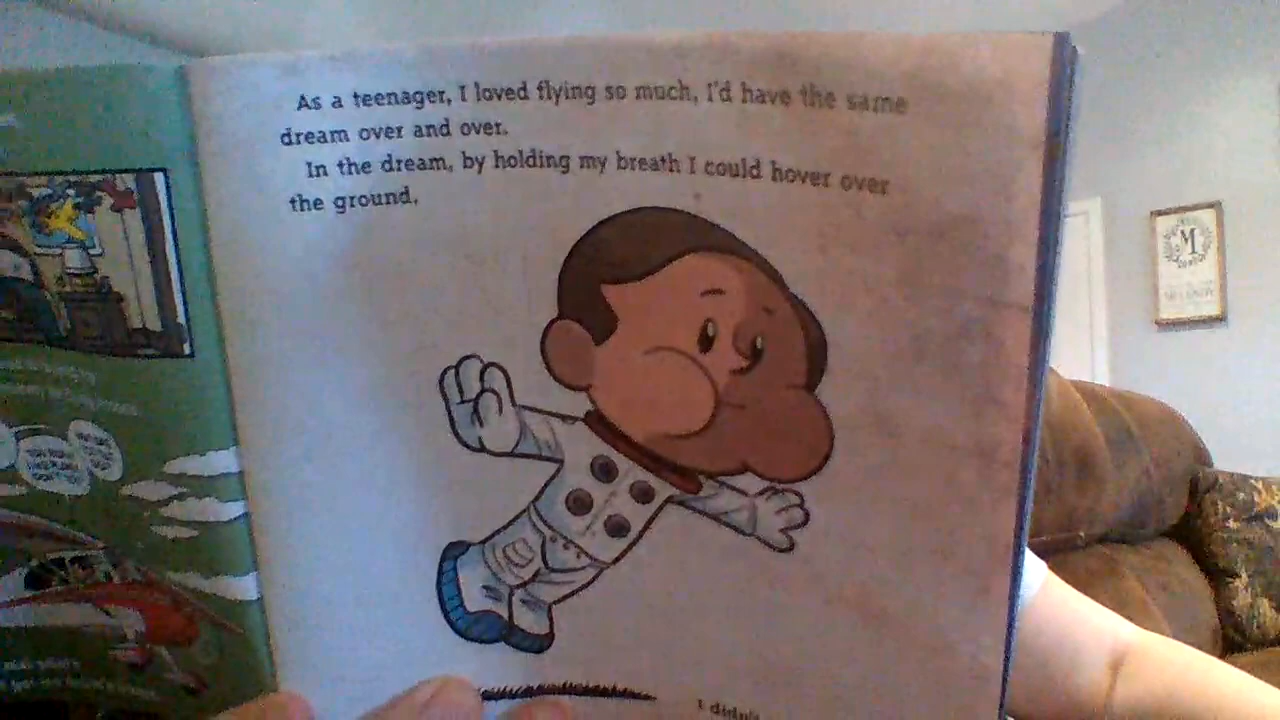 As a teenager, I loved flying so much, I'd have the same
dream over and over.
In the dream, by holding my breath I could hover over
the ground.
I didn't
M